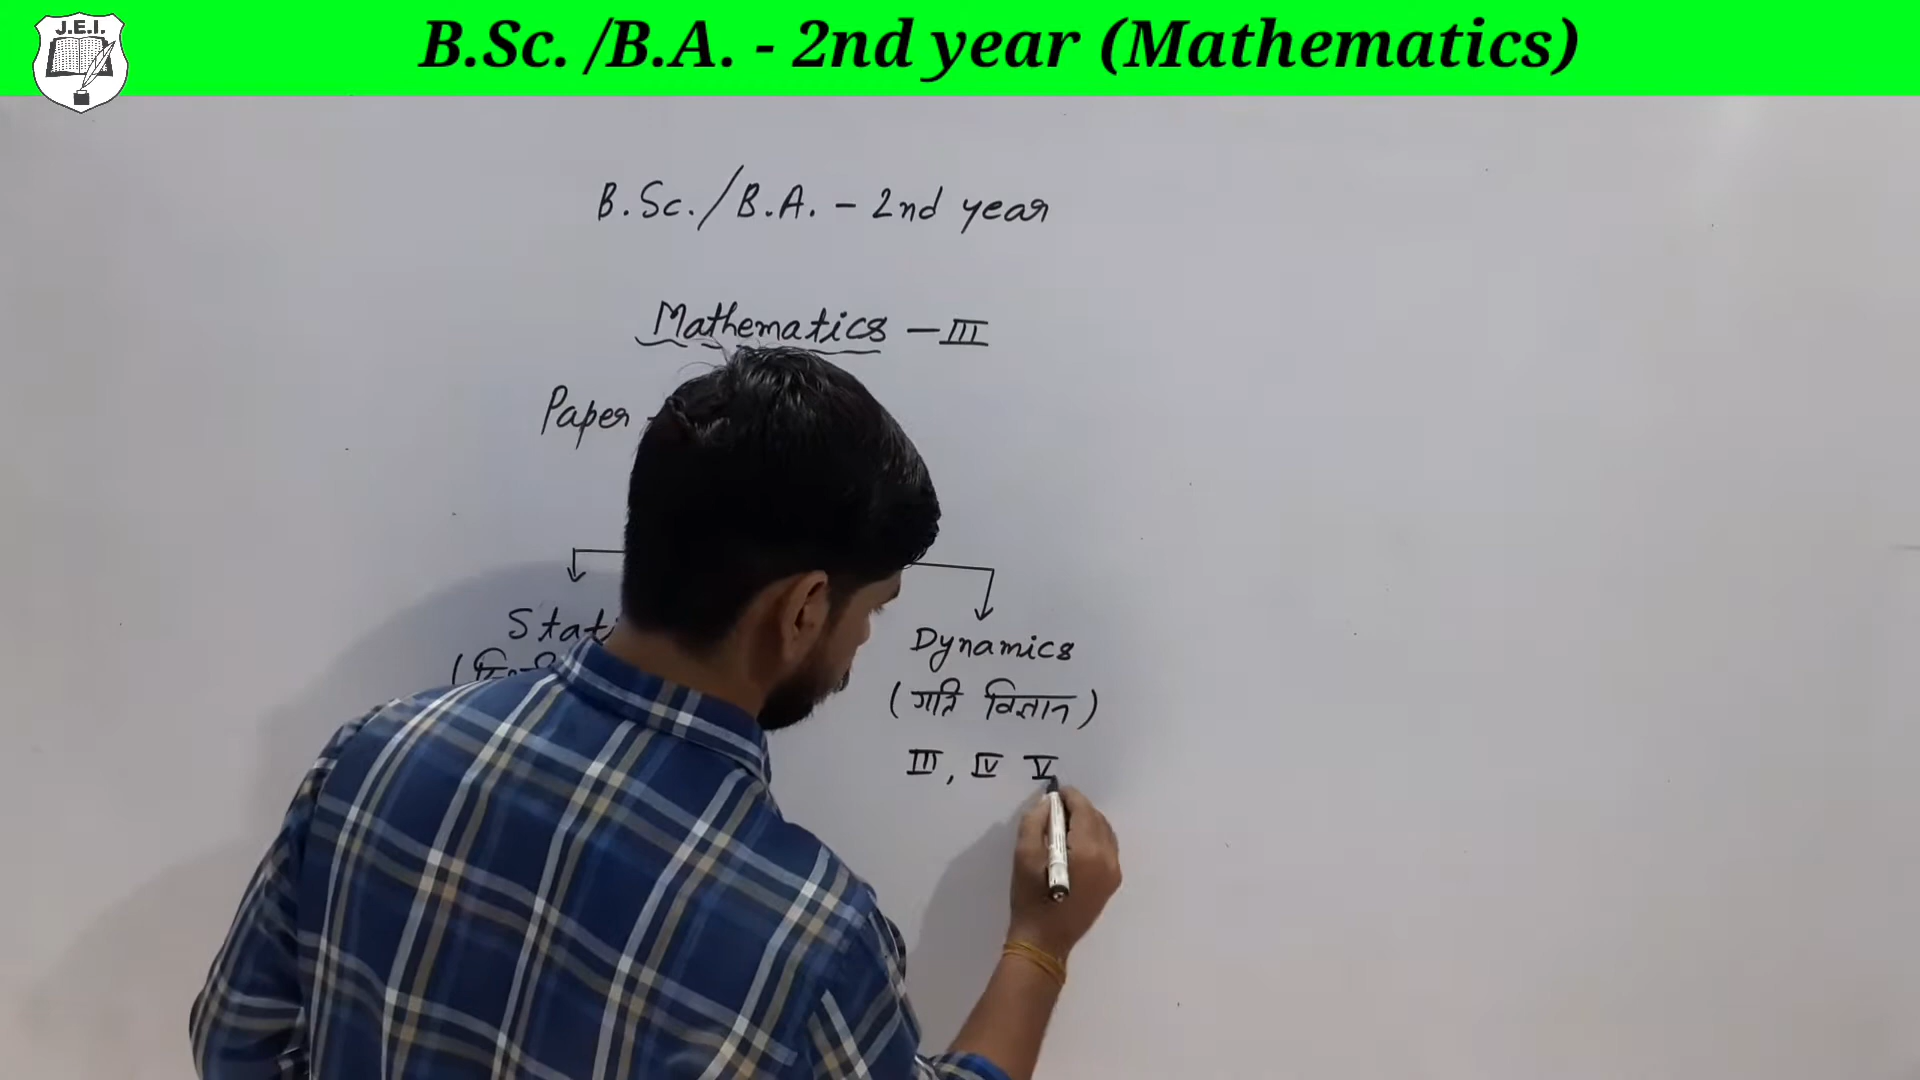 J.E.I.
B.Sc. /B.A. - 2nd year (Mathematics)
B.Sc./B.A. - 2nd year
Mathematics - III
Paper
Dynamics
(गति विज्ञान)
III, IV V